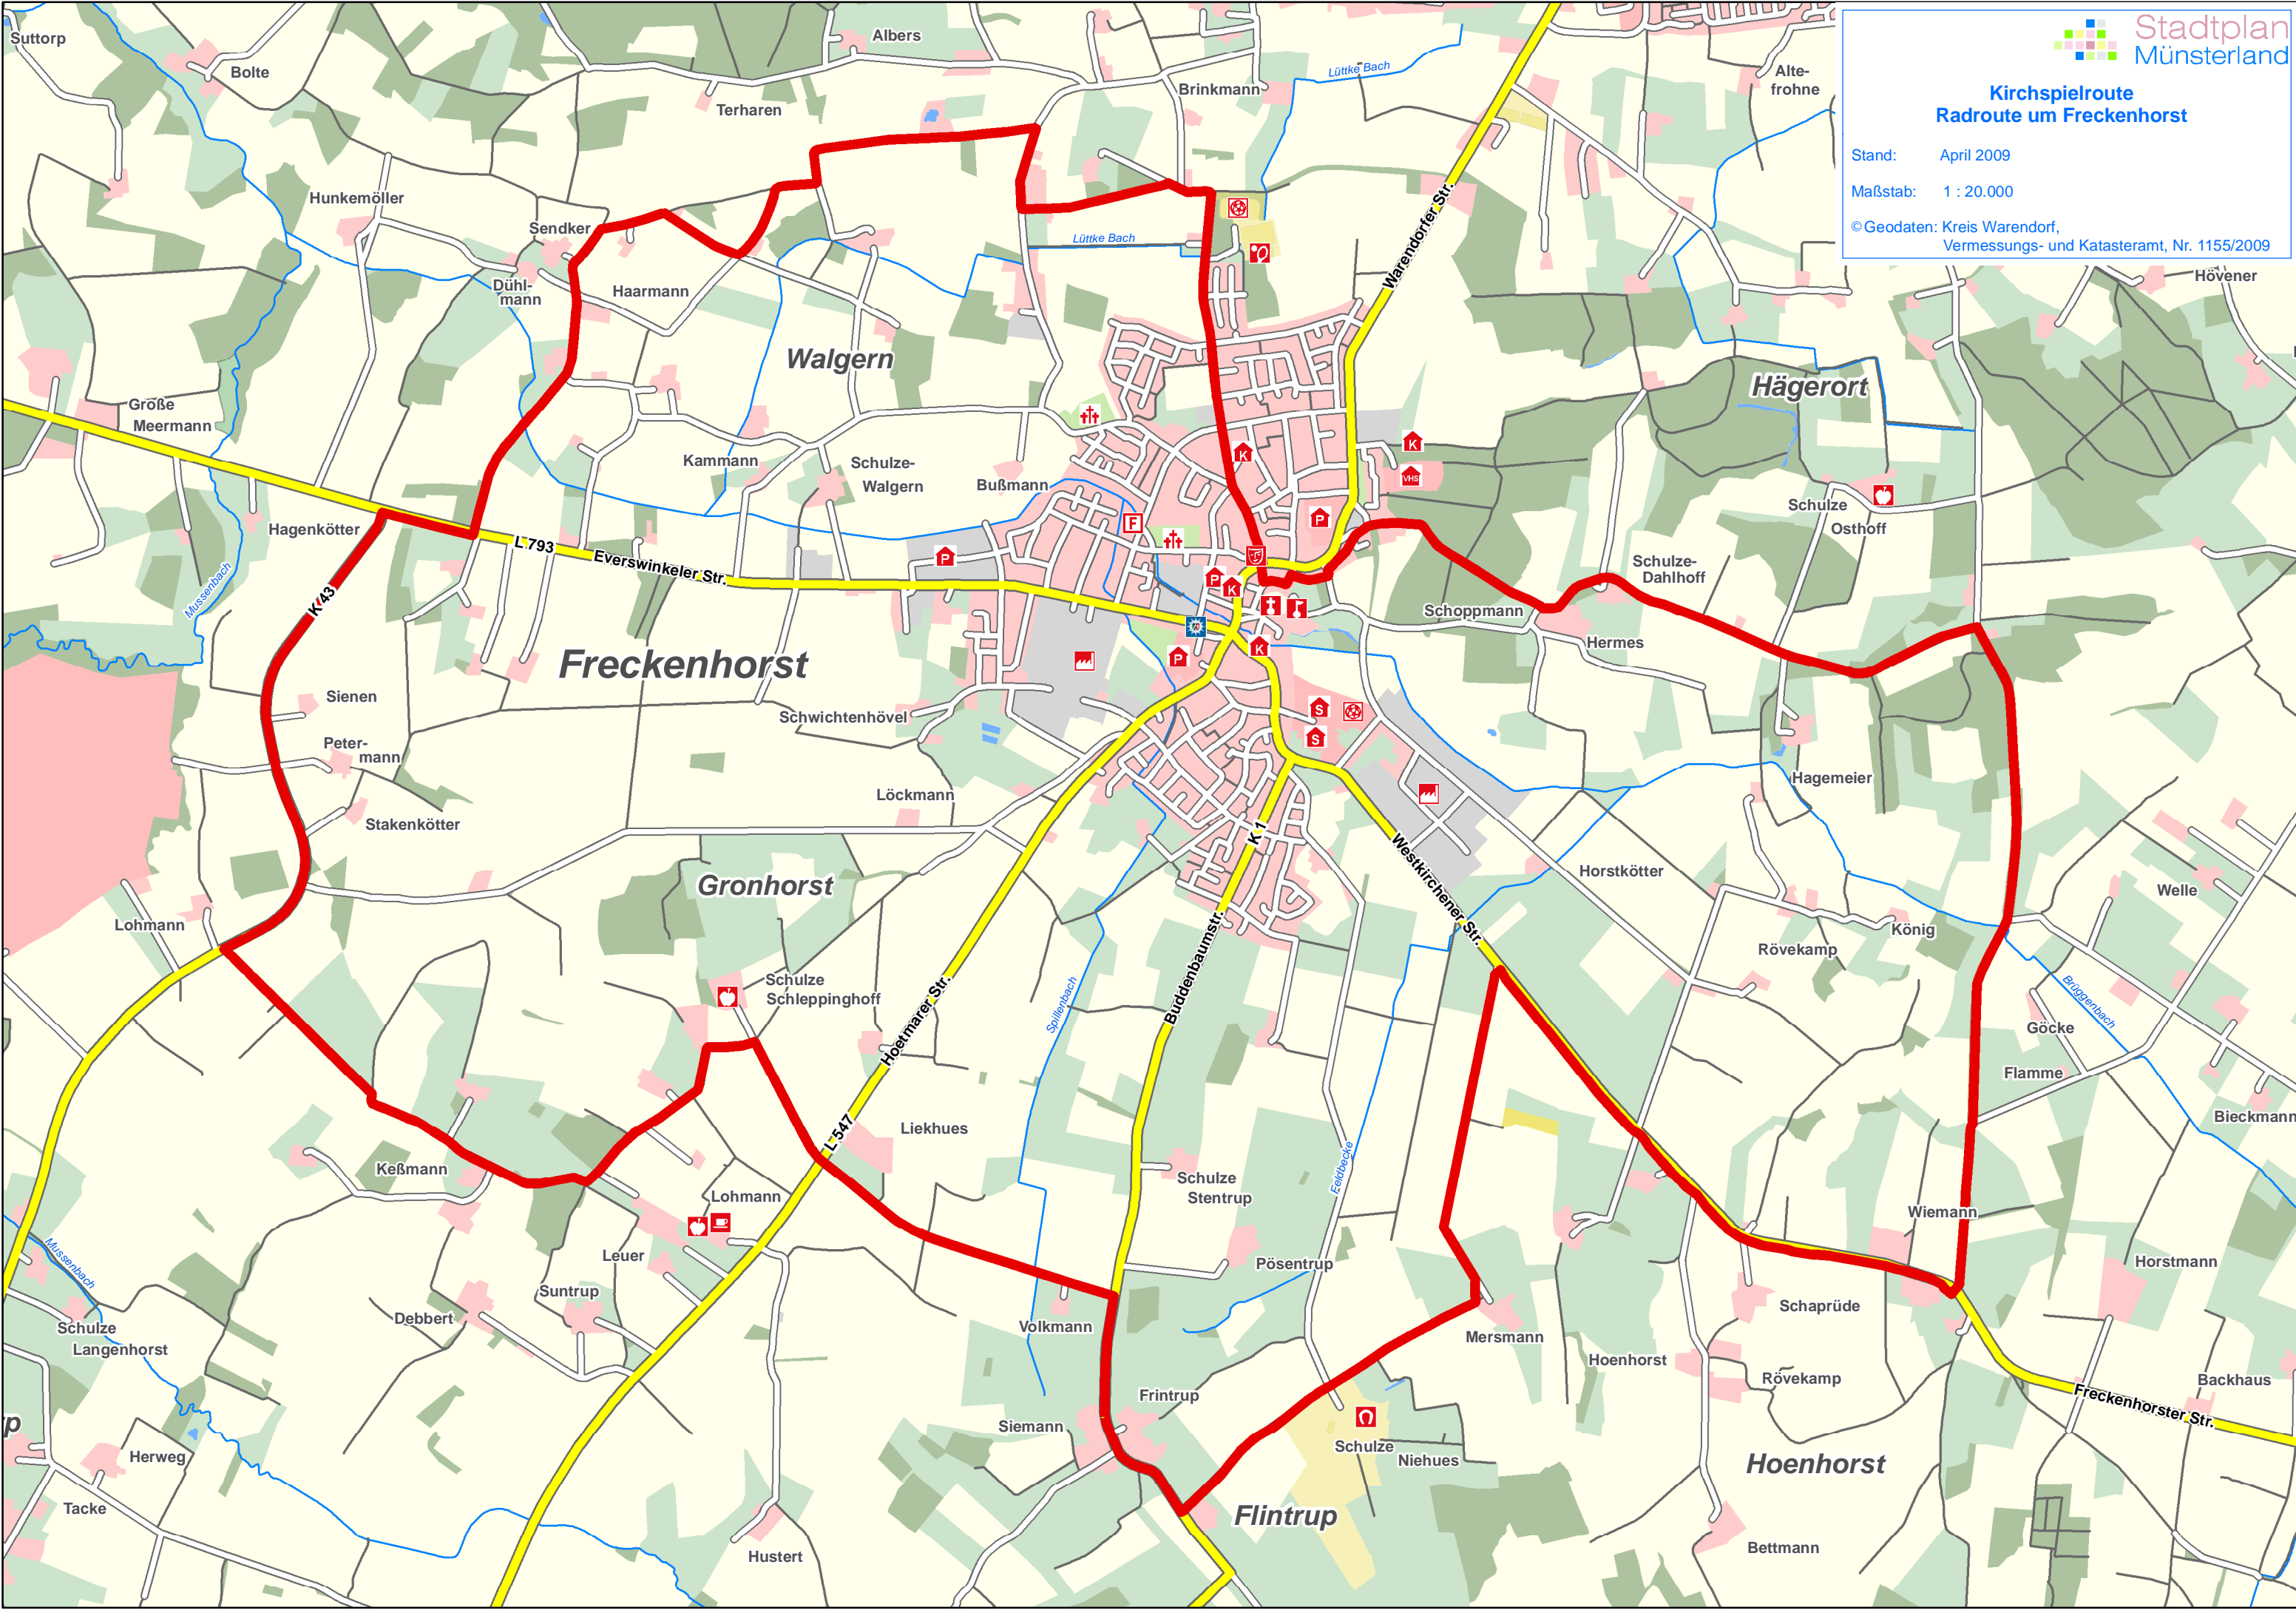 Stadtplan
Münsterland
Kirchspielroute
Radroute um Freckenhorst
Stand: April 2009
Maßstab: 1 : 20.000
© Geodaten: Kreis Warendorf,
Vermessungs- und Katasteramt, Nr. 1155/2009
Suttorp
Bolte
Albers
Terharen
Brinkmann
Lüttke Bach
Alte-
frohne
Hunkemöller
Sendker
Dühl-
mann
Haarmann
Lüttke Bach
Warendorfer Str.
Hövener
Walgern
Hägerort
Große
Meermann
Kammann
Schulze-
Walgern
Bußmann
K
K
VHS
P
F
Schulze
Osthoff
Hagenkötter
L 793
Everswinkeler Str.
P
P
K
Schulze-
Dahlhoff
Mussenbach
K 43
Schoppmann
Hermes
Freckenhorst
P
K
Sienen
Schwichtenhövel
S
S
Peter-
mann
Hagemeier
Löckmann
Stakenkötter
K 1
Westkirchener Str.
Horstkötter
Gronhorst
Welle
Lohmann
König
Rövekamp
Buddenbaumstr.
Schulze
Schleppinghoff
Hoetmarer Str.
Spillenbach
Brüggenbach
Göcke
Flamme
Bieckmann
L 547
Liekhues
Keßmann
Feldbecke
Schulze
Stentrup
Lohmann
Wiemann
Leuer
Mussenbach
Pösentrup
Horstmann
Suntrup
Debbert
Schulze
Langenhorst
Volkmann
Schaprüde
Mersmann
Hoenhorst
Rövekamp
Backhaus
Freckenhorster Str.
Frintrup
Siemann
rp
Herweg
Schulze
Niehues
Hoenhorst
Tacke
Flintrup
Hustert
Bettmann